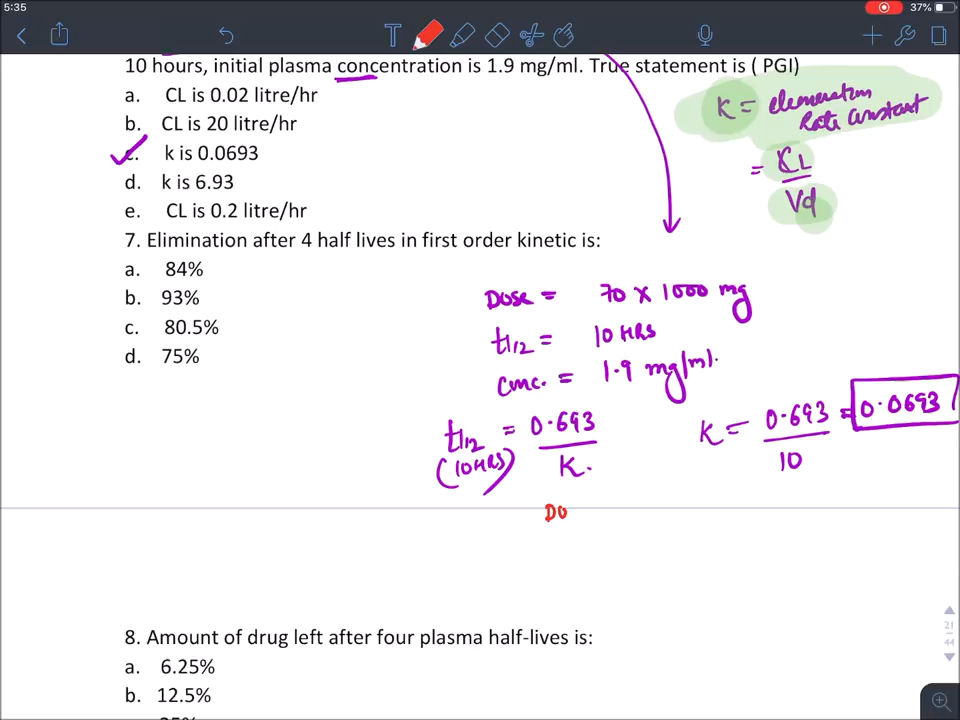 5:35
37%
T
10 hours, initial plasma concentration is 1.9 mg/ml. True statement is ( PGI)
a. CL is 0.02 litre/hr
b. CL is 20 litre/hr
c. k is 0.0693
d. k is 6.93
e. CL is 0.2 litre/hr
K = elemeration
Rate constant
= CL
Vd
7. Elimination after 4 half lives in first order kinetic is:
a. 84%
b. 93%
c. 80.5%
d. 75%
Dose = 70 x 1000 mg
t1/2 = 10 HRS
Conc. = 1.9 mg/ml.
t1/2 = 0.693
(10HRS) K.
K = 0.693 = 0.0693
10
DO
21
44
8. Amount of drug left after four plasma half-lives is:
a. 6.25%
b. 12.5%